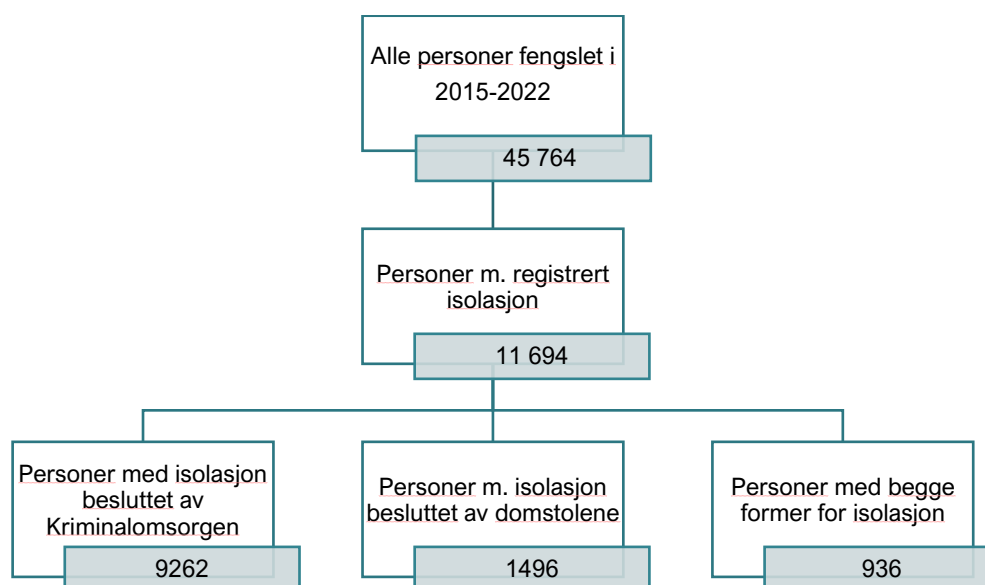 Alle personer fengslet i
2015-2022
45 764
Personer m. registrert
isolasjon
11 694
Personer med isolasjon
besluttet av
Kriminalomsorgen
9262
Personer m. isolasjon
besluttet av domstolene
1496
Personer med begge
former for isolasjon
936